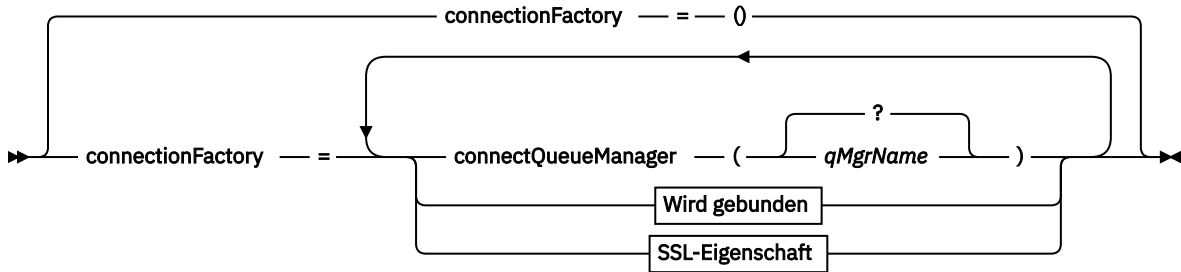 connectionFactory = ()
?
connectionFactory = connectQueueManager ( qMgrName )
Wird gebunden
SSL-Eigenschaft